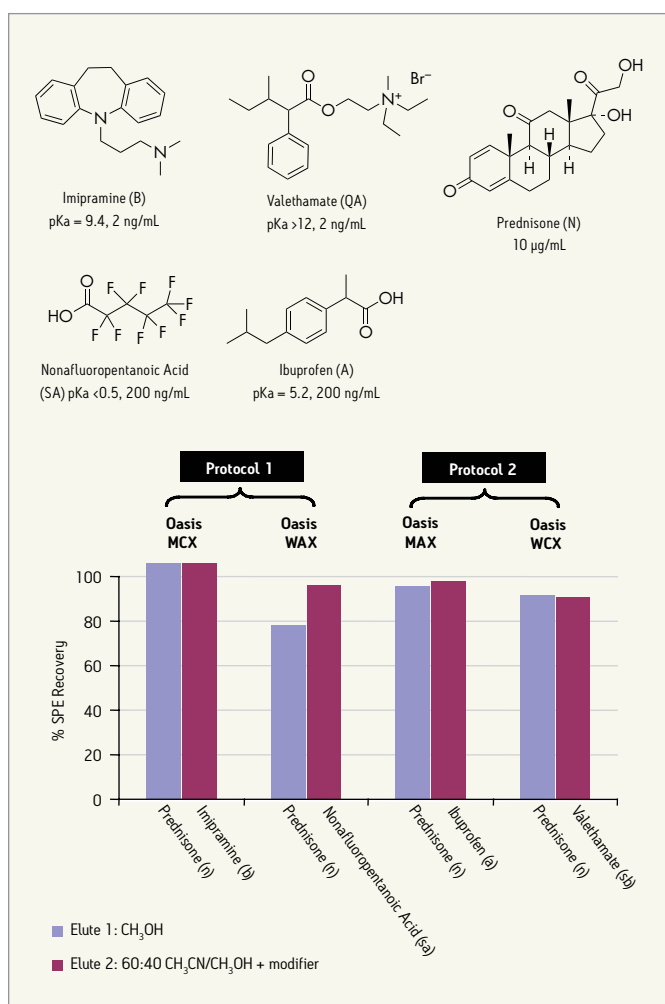 Imipramine (B)
pKa = 9.4, 2 ng/mL
Valethamate (QA)
pKa >12, 2 ng/mL
Prednisone (N)
10 µg/mL
Nonafluoropentanoic Acid
(SA) pKa <0.5, 200 ng/mL
Ibuprofen (A)
pKa = 5.2, 200 ng/mL
N
N
O
O
N+
Br−
O
OH
O
OH
H
H
H
O
O
HO
F
F
F
F
F
F
F
F
F
OH
O
Protocol 1
Protocol 2
Oasis
MCX
Oasis
WAX
Oasis
MAX
Oasis
WCX
% SPE Recovery
100
80
60
40
20
0
Prednisone (n)
Imipramine (b)
Prednisone (n)
Nonafluoropentanoic Acid (sa)
Prednisone (n)
Ibuprofen (a)
Prednisone (n)
Valethamate (sb)
Elute 1: CH₃OH
Elute 2: 60:40 CH₃CN/CH₃OH + modifier